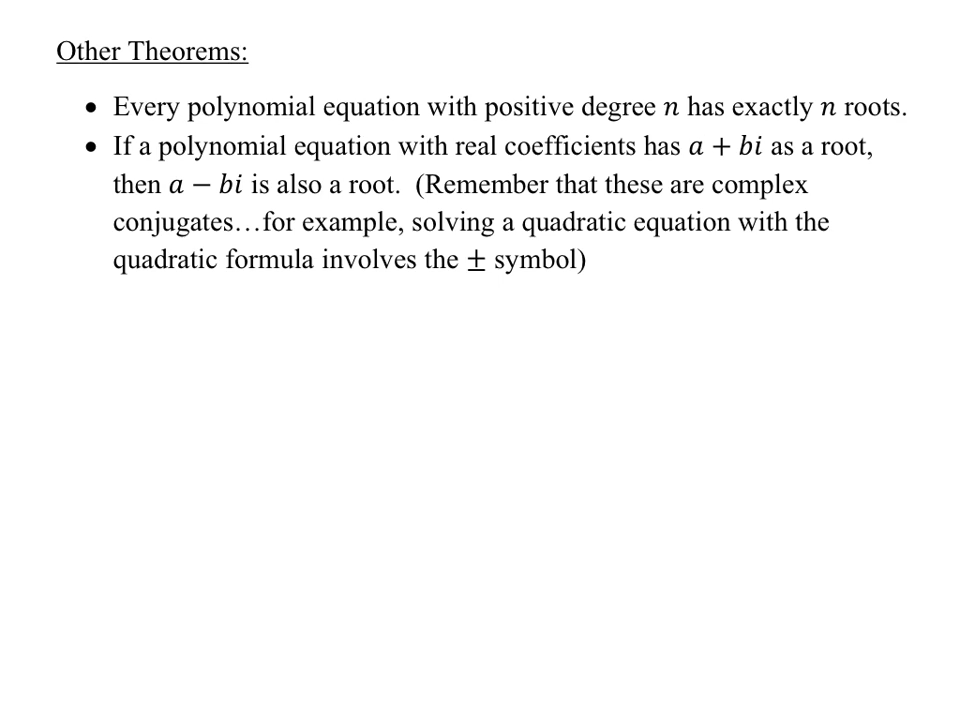 Other Theorems:
• Every polynomial equation with positive degree 𝑛 has exactly 𝑛 roots.
• If a polynomial equation with real coefficients has 𝑎 + 𝑏𝑖 as a root,
then 𝑎 − 𝑏𝑖 is also a root.  (Remember that these are complex
conjugates…for example, solving a quadratic equation with the
quadratic formula involves the ± symbol)